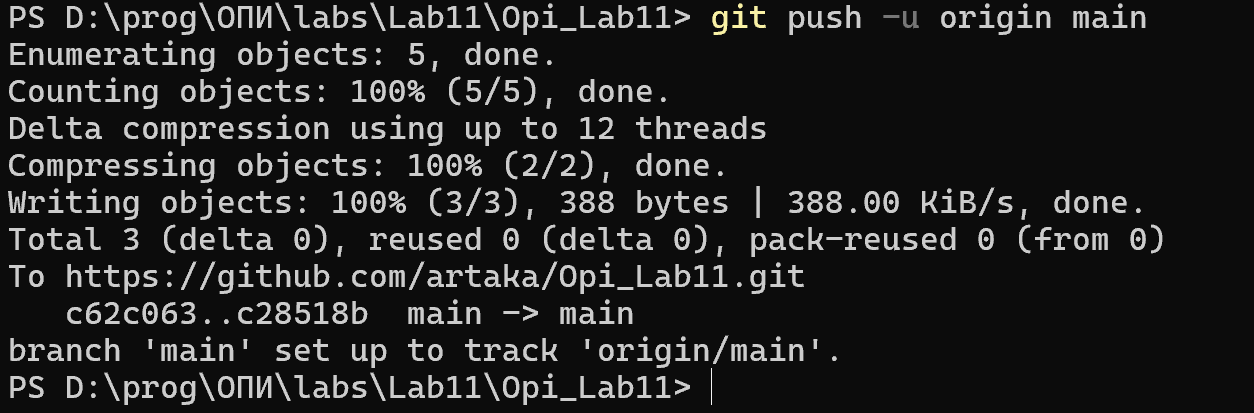 PS D:\prog\ОПИ\labs\Lab11\Opi_Lab11> git push -u origin main
Enumerating objects: 5, done.
Counting objects: 100% (5/5), done.
Delta compression using up to 12 threads
Compressing objects: 100% (2/2), done.
Writing objects: 100% (3/3), 388 bytes | 388.00 KiB/s, done.
Total 3 (delta 0), reused 0 (delta 0), pack-reused 0 (from 0)
To https://github.com/artaka/Opi_Lab11.git
   c62c063..c28518b  main -> main
branch 'main' set up to track 'origin/main'.
PS D:\prog\ОПИ\labs\Lab11\Opi_Lab11>